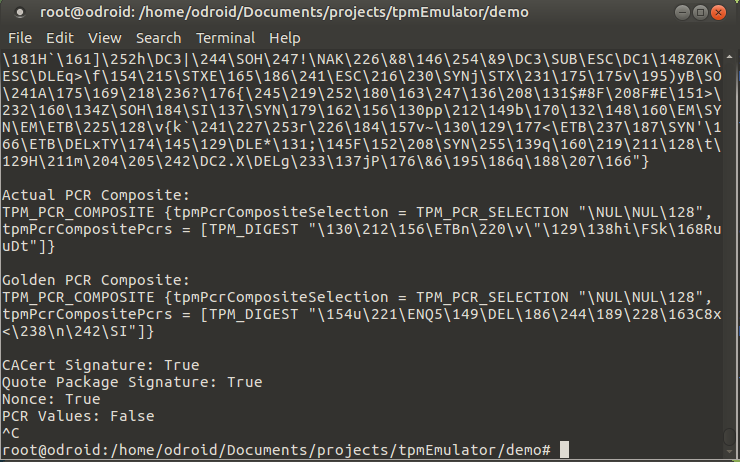 root@odroid: /home/odroid/Documents/projects/tpmEmulator/demo
File Edit View Search Terminal Help
\181H`\161]\252h\DC3|\244\SOH\247!\NAK\226\&8\146\254\&9\DC3\SUB\ESC\DC1\148Z0K\
ESC\DLEq>\f\154\215\STXE\165\186\241\ESC\216\230\SYNj\STX\231\175\175v\195)yB\SO
\241A\175\169\218\236?\176{\245\219\252\180\163\247\136\208\131$#8F\208F#E\151>\
232\160\134Z\SOH\184\SI\137\SYN\179\162\156\130pp\212\149b\170\132\148\160\EM\SY
N\EM\ETB\225\128\v{k`\241\227\253r\226\184\157v~\130\129\177<\ETB\237\187\SYN'\1
66\ETB\DELxTY\174\145\129\DLE*\131;\145F\152\208\SYN\255\139q\160\219\211\128\t\
129H\211m\204\205\242\DC2.X\DELg\233\137jP\176\&6\195\186q\188\207\166"}
Actual PCR Composite:
TPM_PCR_COMPOSITE {tpmPcrCompositeSelection = TPM_PCR_SELECTION "\NUL\NUL\128",
tpmPcrCompositePcrs = [TPM_DIGEST "\130\212\156\ETBn\220\v\"\129\138hi\FSk\168Ru
uDt"]}
Golden PCR Composite:
TPM_PCR_COMPOSITE {tpmPcrCompositeSelection = TPM_PCR_SELECTION "\NUL\NUL\128",
tpmPcrCompositePcrs = [TPM_DIGEST "\154u\221\ENQ5\149\DEL\186\244\189\228\163C8x
<\238\n\242\SI"]}
CACert Signature: True
Quote Package Signature: True
Nonce: True
PCR Values: False
^C
root@odroid:/home/odroid/Documents/projects/tpmEmulator/demo#